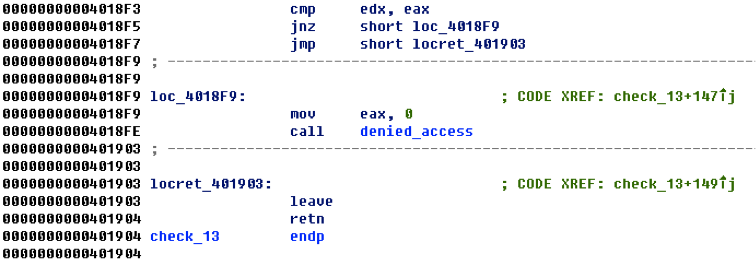 00000000004018F3 cmp edx, eax
00000000004018F5 jnz short loc_4018F9
00000000004018F7 jmp short locret_401903
00000000004018F9 ; ---------------------------------------------------------------------------
00000000004018F9
00000000004018F9 loc_4018F9: ; CODE XREF: check_13+147↑j
00000000004018F9 mov eax, 0
00000000004018FE call denied_access
0000000000401903 ; ---------------------------------------------------------------------------
0000000000401903
0000000000401903 locret_401903: ; CODE XREF: check_13+149↑j
0000000000401903 leave
0000000000401904 retn
0000000000401904 check_13 endp
0000000000401904